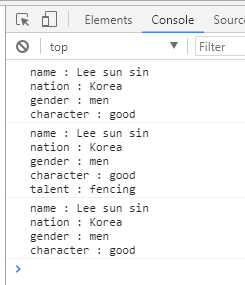 Elements Console Sourc
top Filter
name : Lee sun sin
nation : Korea
gender : men
character : good
name : Lee sun sin
nation : Korea
gender : men
character : good
talent : fencing
name : Lee sun sin
nation : Korea
gender : men
character : good
>